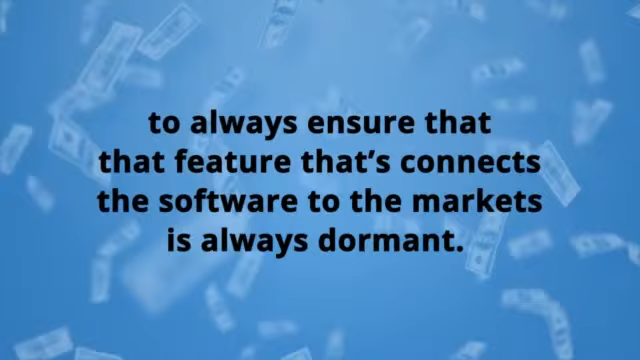 to always ensure that
that feature that’s connects
the software to the markets
is always dormant.